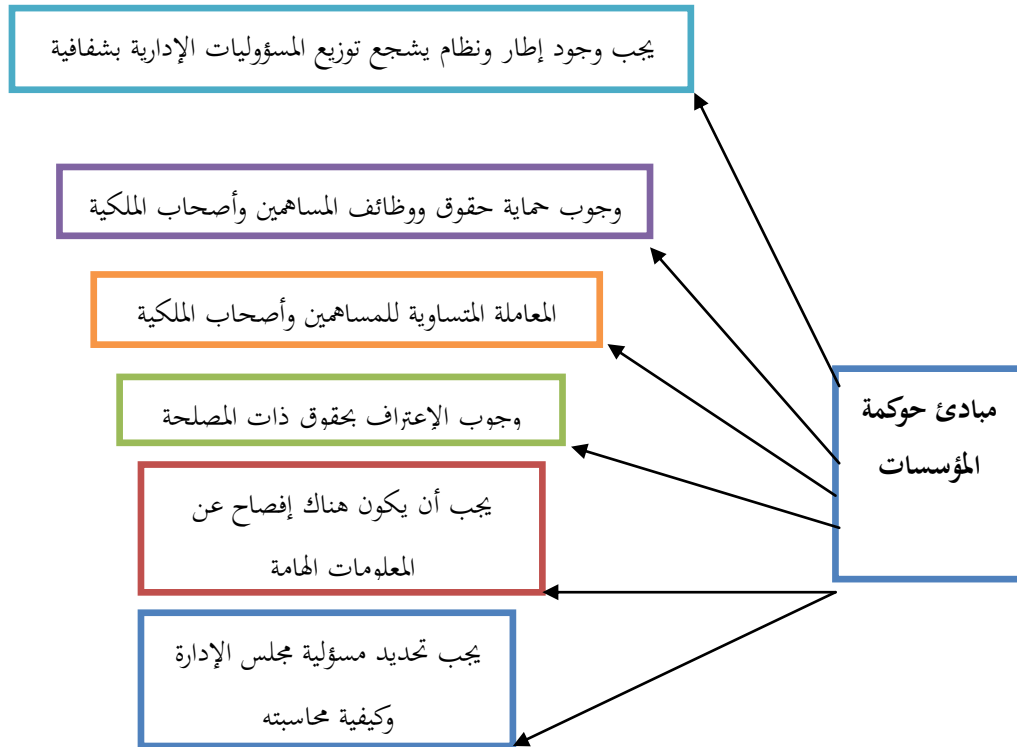 يجب وجود إطار ونظام يشجع توزيع المسؤوليات الإدارية بشفافية
وجوب حماية حقوق ووظائف المساهمين وأصحاب الملكية
المعاملة المتساوية للمساهمين وأصحاب الملكية
مبادئ حوكمة
المؤسسات
وجوب الإعتراف بحقوق ذات المصلحة
يجب أن يكون هناك إفصاح عن
المعلومات الهامة
يجب تحديد مسؤلية مجلس الإدارة
وكيفية محاسبته